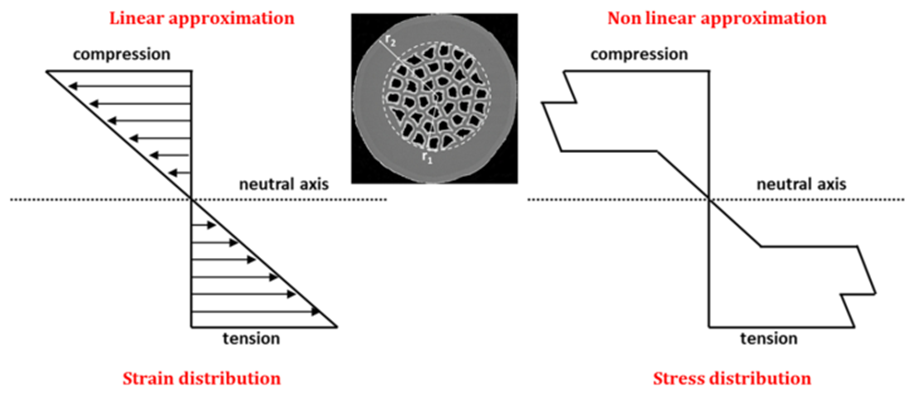 Linear approximation
Non linear approximation
compression
r2
compression
r1
neutral axis
neutral axis
tension
tension
Strain distribution
Stress distribution